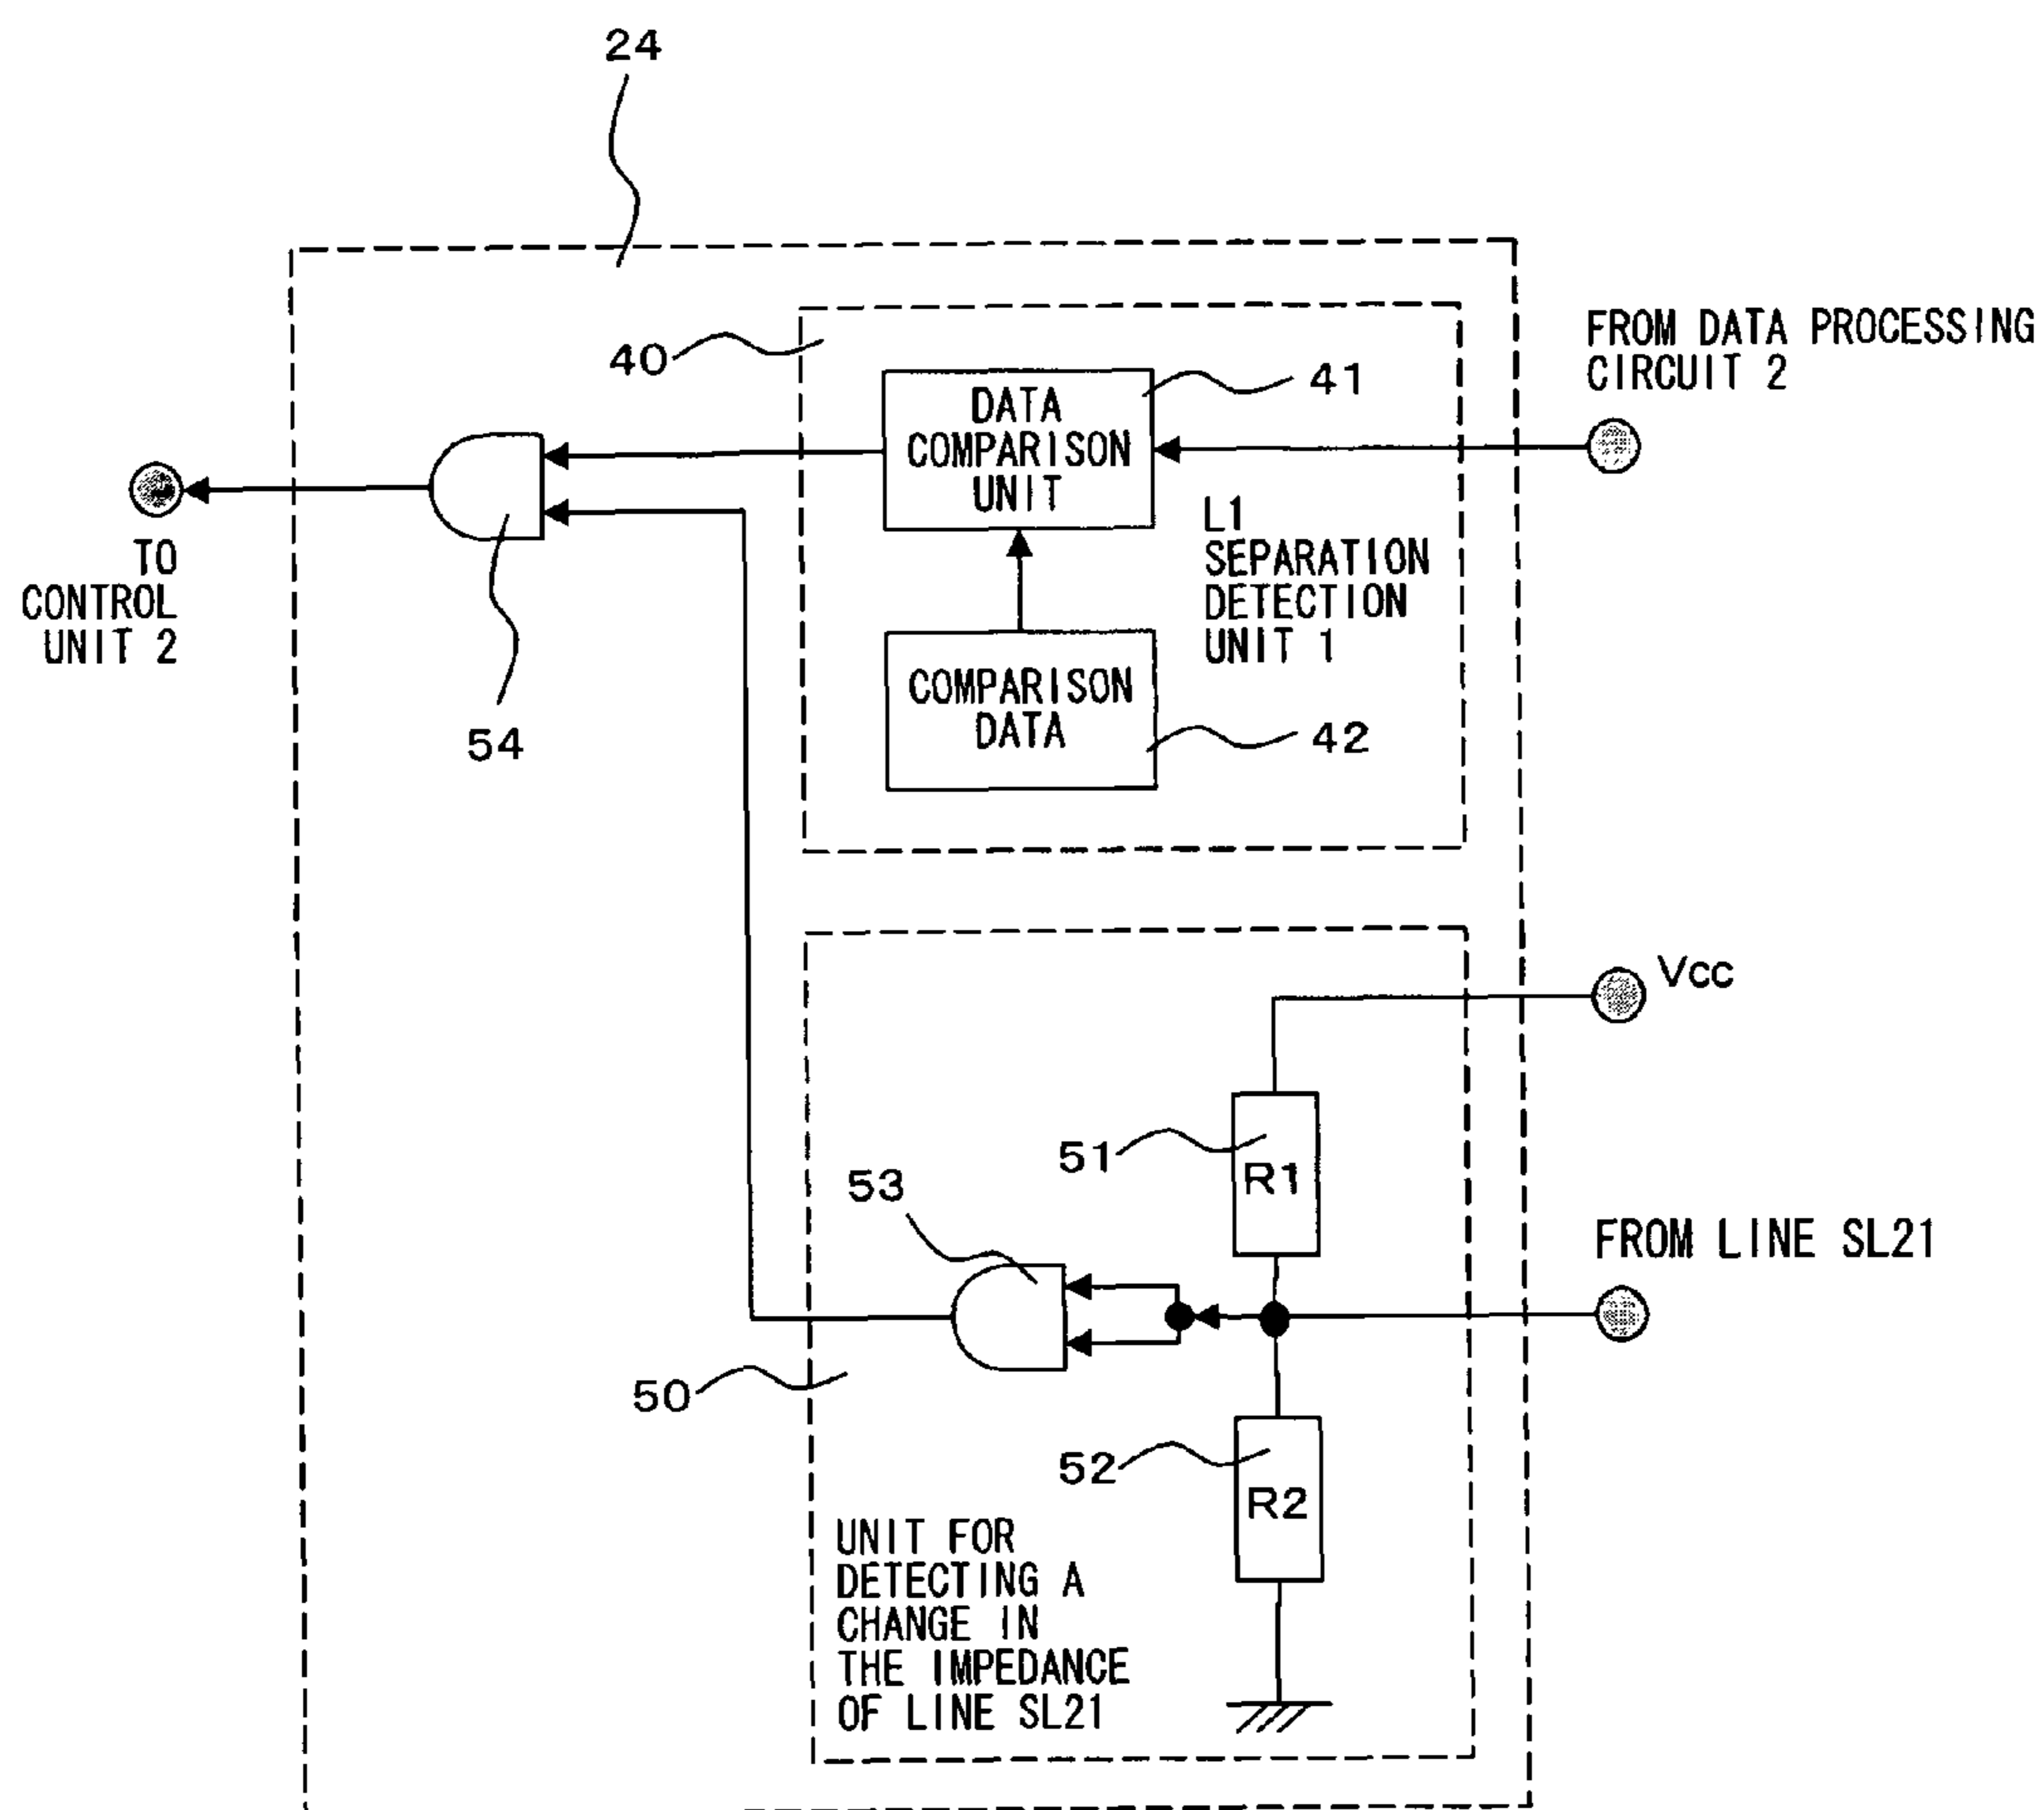 24
40
DATA
COMPARISON
UNIT
41
FROM DATA PROCESSING
CIRCUIT 2
L1
SEPARATION
DETECTION
UNIT 1
TO
CONTROL
UNIT 2
54
COMPARISON
DATA
42
Vcc
51
R1
53
FROM LINE SL21
50
52
R2
UNIT FOR
DETECTING A
CHANGE IN
THE IMPEDANCE
OF LINE SL21